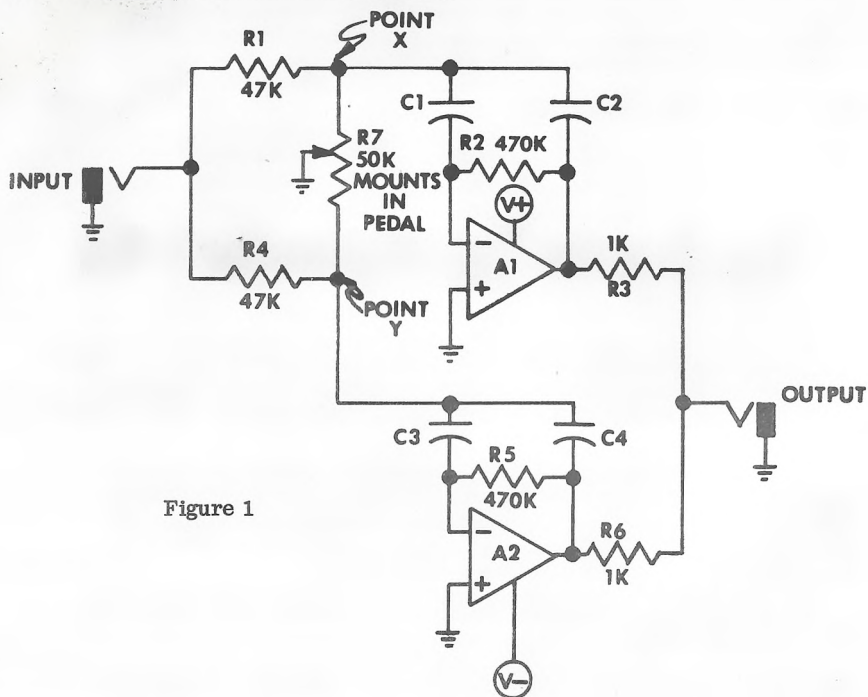 POINT
X
R1
47K
C1
C2
R7
50K
MOUNTS
IN
PEDAL
R2 470K
V+
INPUT
-
A1
+
1K
R3
R4
47K
POINT
Y
OUTPUT
C3
C4
R5
470K
Figure 1
-
A2
+
R6
1K
V-